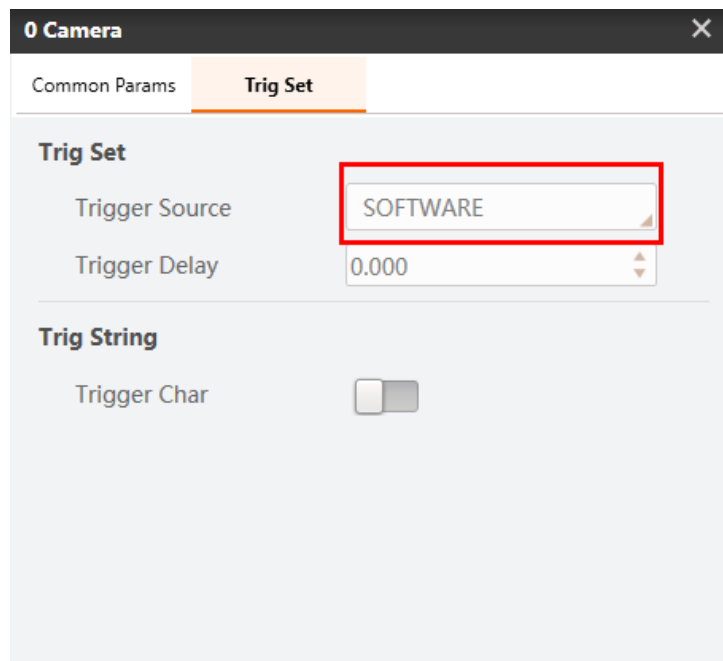 0 Camera
Common Params Trig Set
Trig Set
Trigger Source SOFTWARE
Trigger Delay 0.000
Trig String
Trigger Char